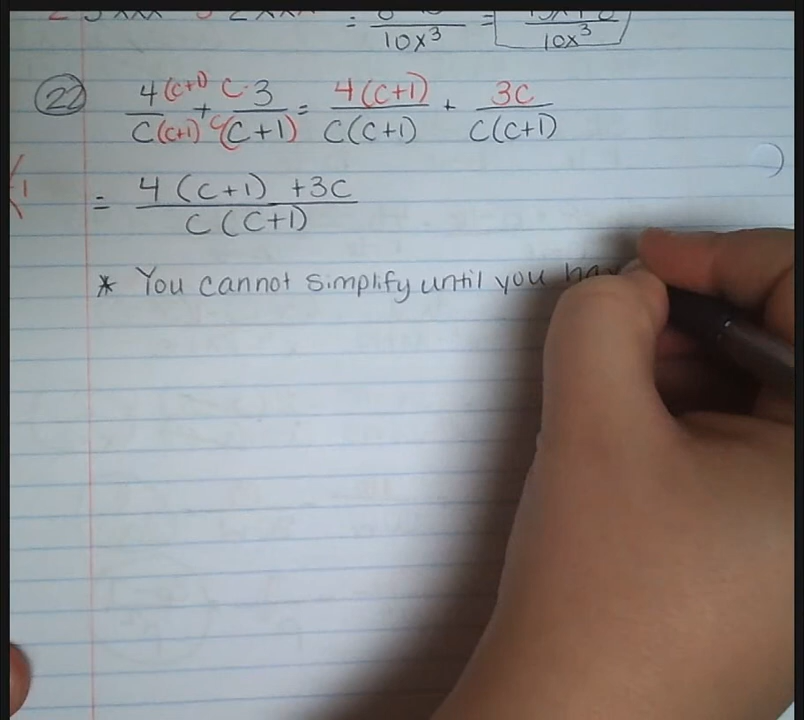 = = 
10x³ 10x³
22 4(c+1) + c·3 = 4(c+1) + 3c
c(c+1) c(c+1) c(c+1) c(c+1)
= 4(c+1) +3c
c(c+1)
* You cannot simplify until you